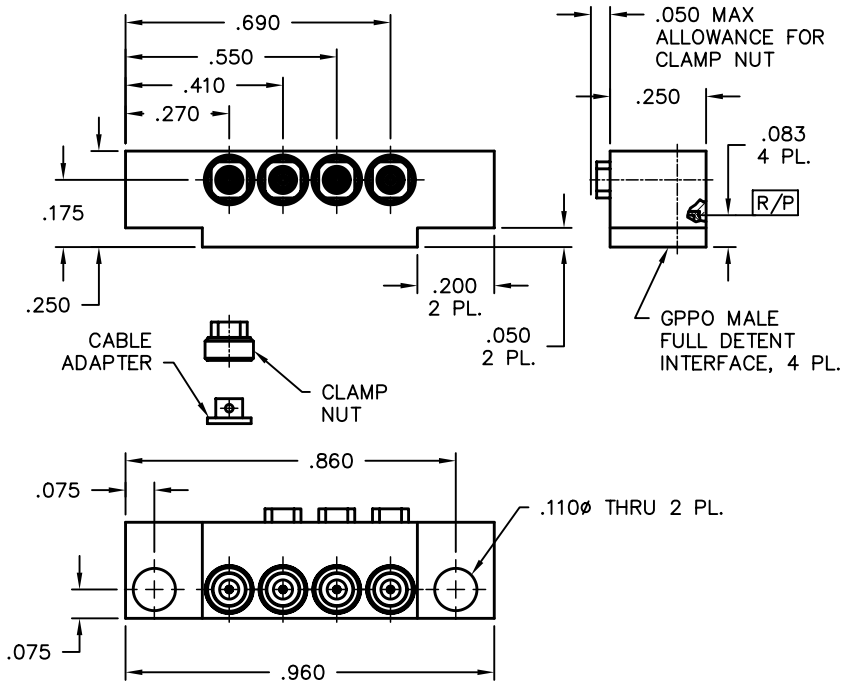 .690
.550
.410
.270
.050 MAX
ALLOWANCE FOR
CLAMP NUT
.250
.083
4 PL.
R/P
.175
.250
.200
2 PL.
.050
2 PL.
GPPO MALE
FULL DETENT
INTERFACE, 4 PL.
CABLE
ADAPTER
CLAMP
NUT
.860
.075
.110ø THRU 2 PL.
.075
.960